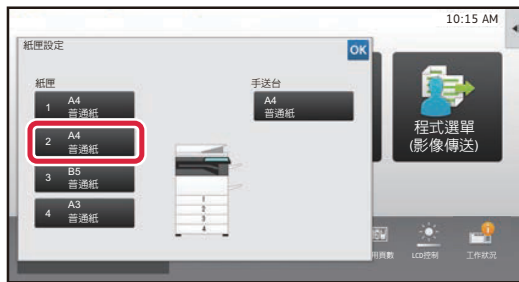 10:15 AM
紙匣設定
OK
紙匣
手送台
1 A4
普通紙
A4
普通紙
2 A4
普通紙
3 B5
普通紙
4 A3
普通紙
1
2
3
4
程式選單
(影像傳送)
用頁數
LCD控制
工作狀況